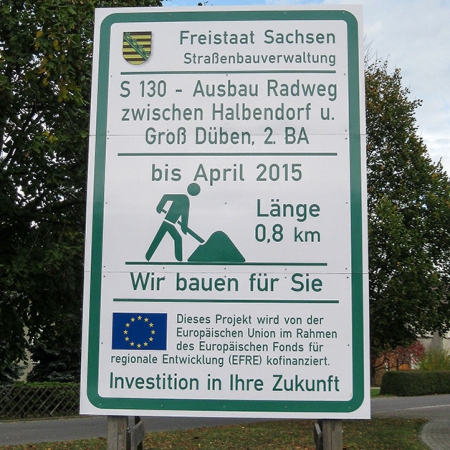 Freistaat Sachsen
Straßenbauverwaltung
S 130 - Ausbau Radweg
zwischen Halbendorf u.
Groß Düben, 2. BA
bis April 2015
Länge
0,8 km
Wir bauen für Sie
Dieses Projekt wird von der
Europäischen Union im Rahmen
des Europäischen Fonds für
regionale Entwicklung (EFRE) kofinanziert.
Investition in Ihre Zukunft